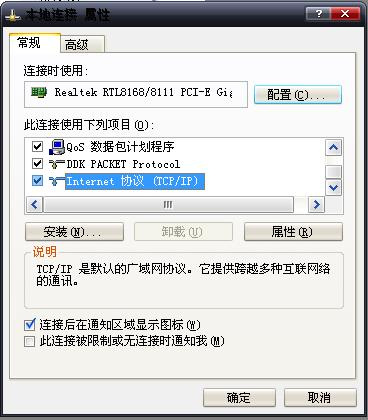 本地连接 属性
常规 高级
连接时使用:
Realtek RTL8168/8111 PCI-E Gig
配置(C)...
此连接使用下列项目(O):
QoS 数据包计划程序
DDK PACKET Protocol
Internet 协议 (TCP/IP)
安装(N)... 卸载(U) 属性(R)
说明
TCP/IP 是默认的广域网协议。它提供跨越多种互联网络
的通讯。
连接后在通知区域显示图标(W)
此连接被限制或无连接时通知我(M)
确定 取消